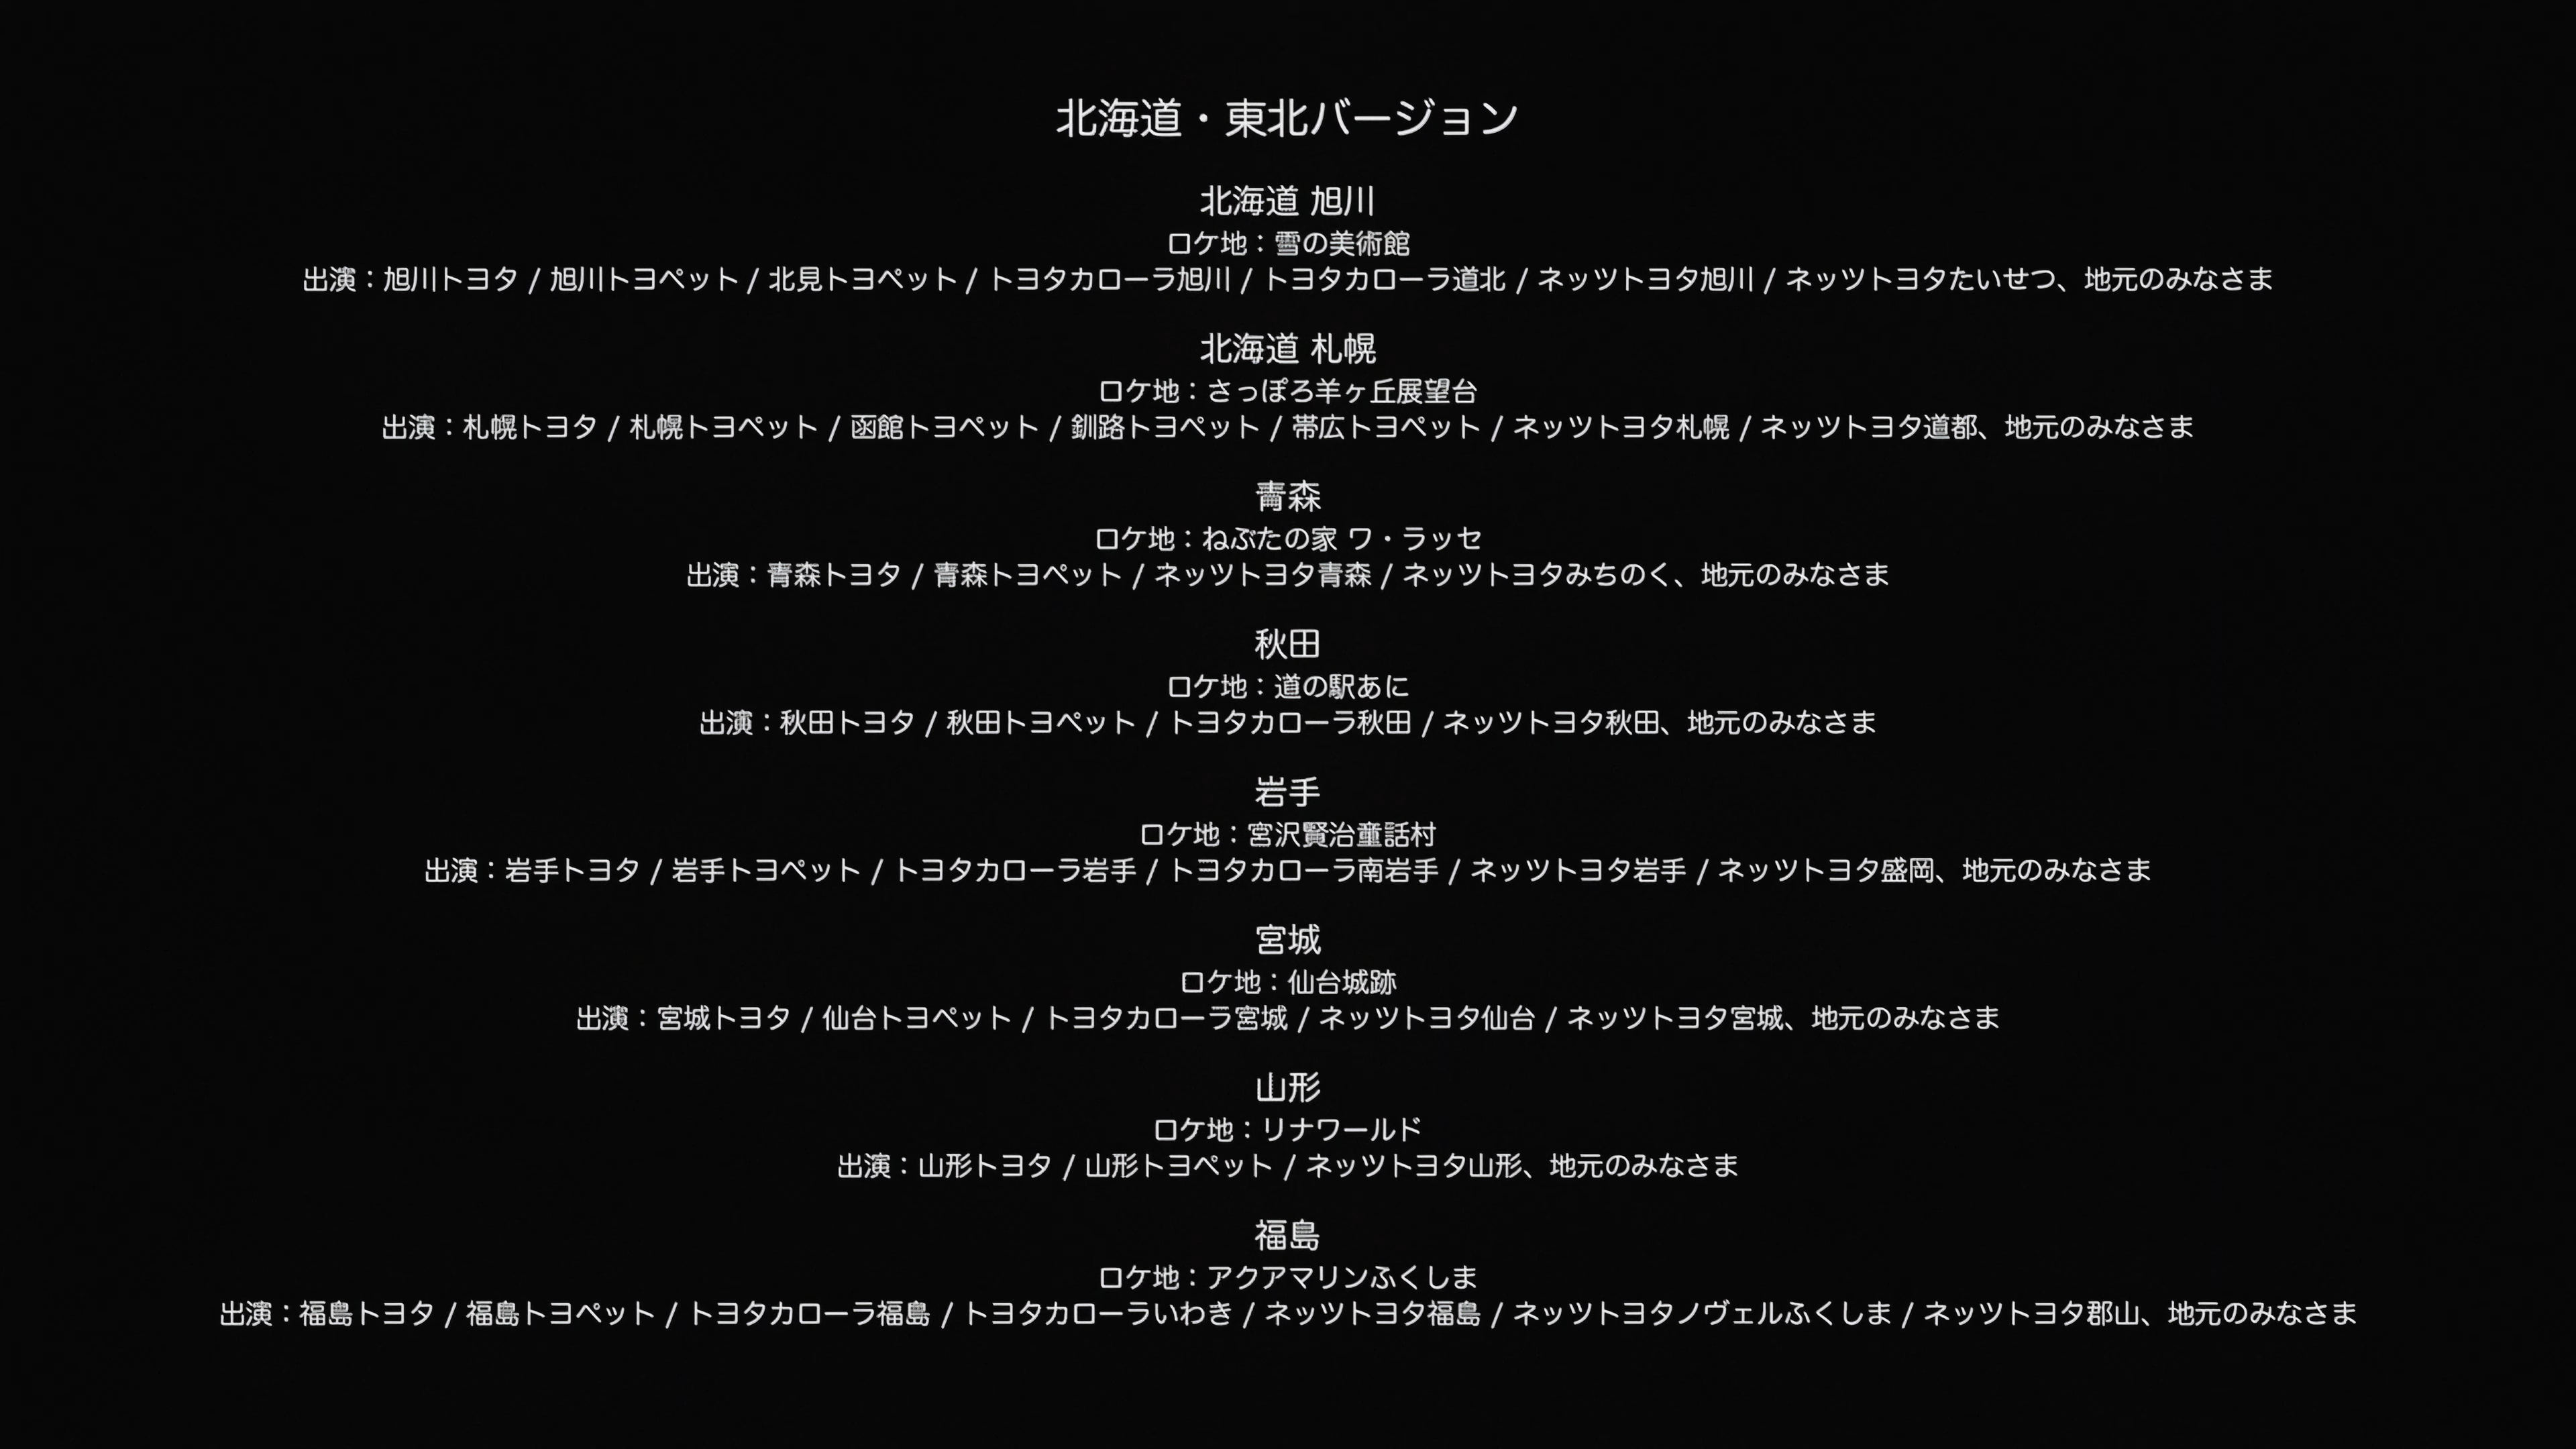 北海道・東北バージョン
北海道 旭川
ロケ地：雪の美術館
出演：旭川トヨタ / 旭川トヨペット / 北見トヨペット / トヨタカローラ旭川 / トヨタカローラ道北 / ネッツトヨタ旭川 / ネッツトヨタたいせつ、地元のみなさま
北海道 札幌
ロケ地：さっぽろ羊ヶ丘展望台
出演：札幌トヨタ / 札幌トヨペット / 函館トヨペット / 釧路トヨペット / 帯広トヨペット / ネッツトヨタ札幌 / ネッツトヨタ道都、地元のみなさま
青森
ロケ地：ねぶたの家 ワ・ラッセ
出演：青森トヨタ / 青森トヨペット / ネッツトヨタ青森 / ネッツトヨタみちのく、地元のみなさま
秋田
ロケ地：道の駅あに
出演：秋田トヨタ / 秋田トヨペット / トヨタカローラ秋田 / ネッツトヨタ秋田、地元のみなさま
岩手
ロケ地：宮沢賢治童話村
出演：岩手トヨタ / 岩手トヨペット / トヨタカローラ岩手 / トヨタカローラ南岩手 / ネッツトヨタ岩手 / ネッツトヨタ盛岡、地元のみなさま
宮城
ロケ地：仙台城跡
出演：宮城トヨタ / 仙台トヨペット / トヨタカローラ宮城 / ネッツトヨタ仙台 / ネッツトヨタ宮城、地元のみなさま
山形
ロケ地：リナワールド
出演：山形トヨタ / 山形トヨペット / ネッツトヨタ山形、地元のみなさま
福島
ロケ地：アクアマリンふくしま
出演：福島トヨタ / 福島トヨペット / トヨタカローラ福島 / トヨタカローラいわき / ネッツトヨタ福島 / ネッツトヨタノヴェルふくしま / ネッツトヨタ郡山、地元のみなさま